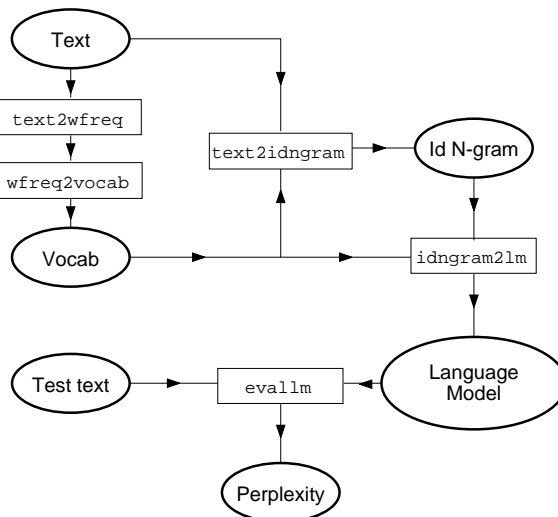 Text
text2wfreq
text2idngram
Id N-gram
wfreq2vocab
Vocab
idngram2lm
Test text
evallm
Language
Model
Perplexity